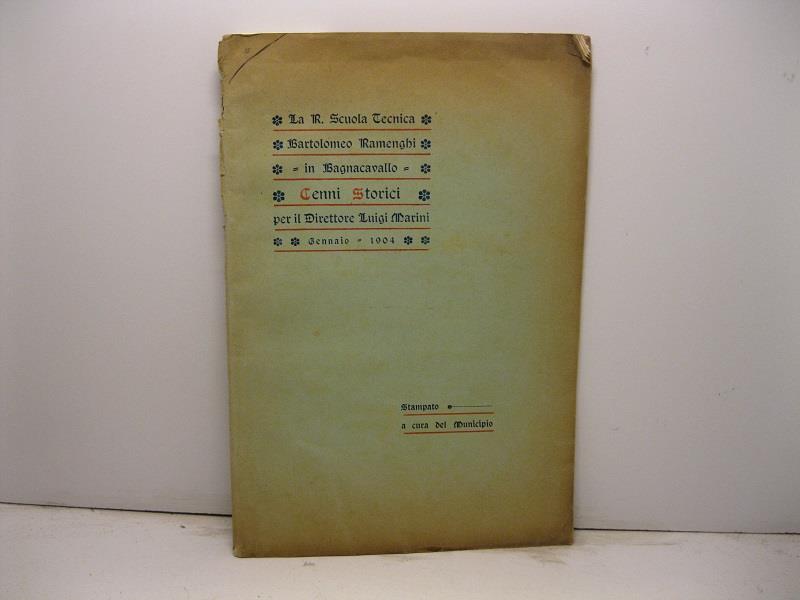 La R. Scuola Tecnica
Bartolomeo Ramenghi
= in Bagnacavallo =
Cenni Storici
per il Direttore Luigi Marini
Gennaio = 1904
Stampato
a cura del Municipio